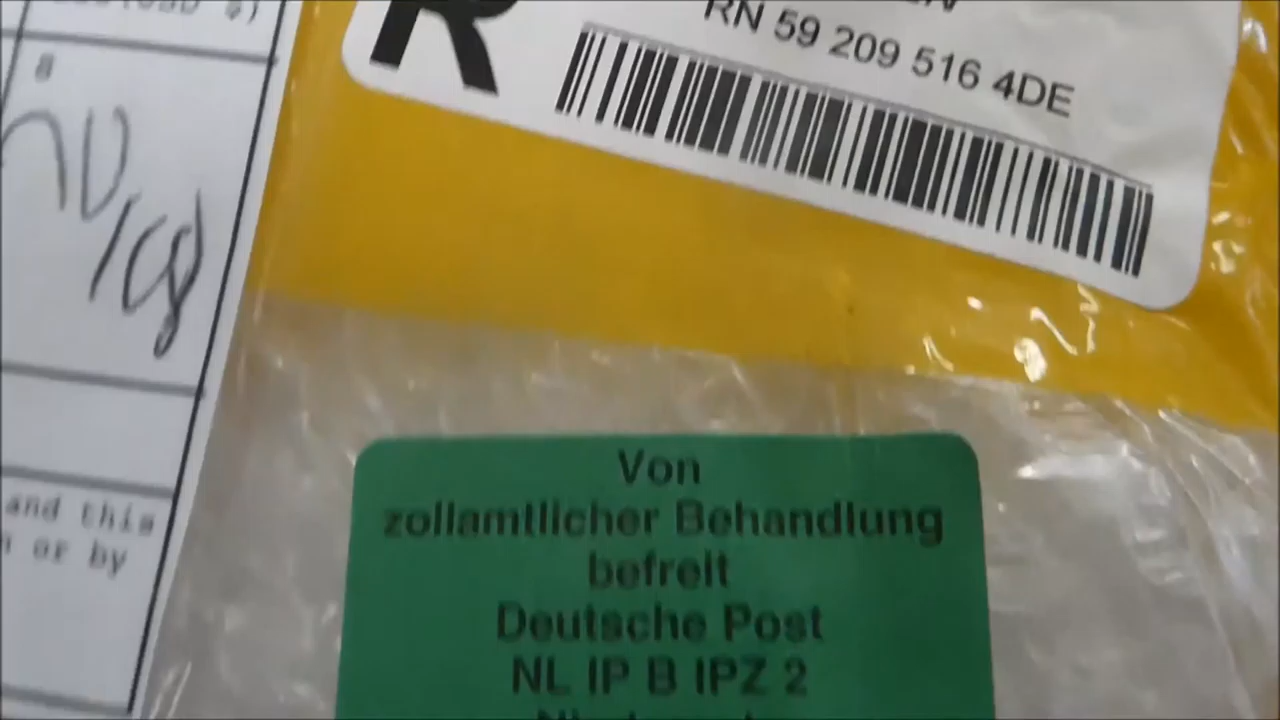 8
R
RN 59 209 516 4DE
and this
or by
Von
zollamtlicher Behandlung
befreit
Deutsche Post
NL IP B IPZ 2